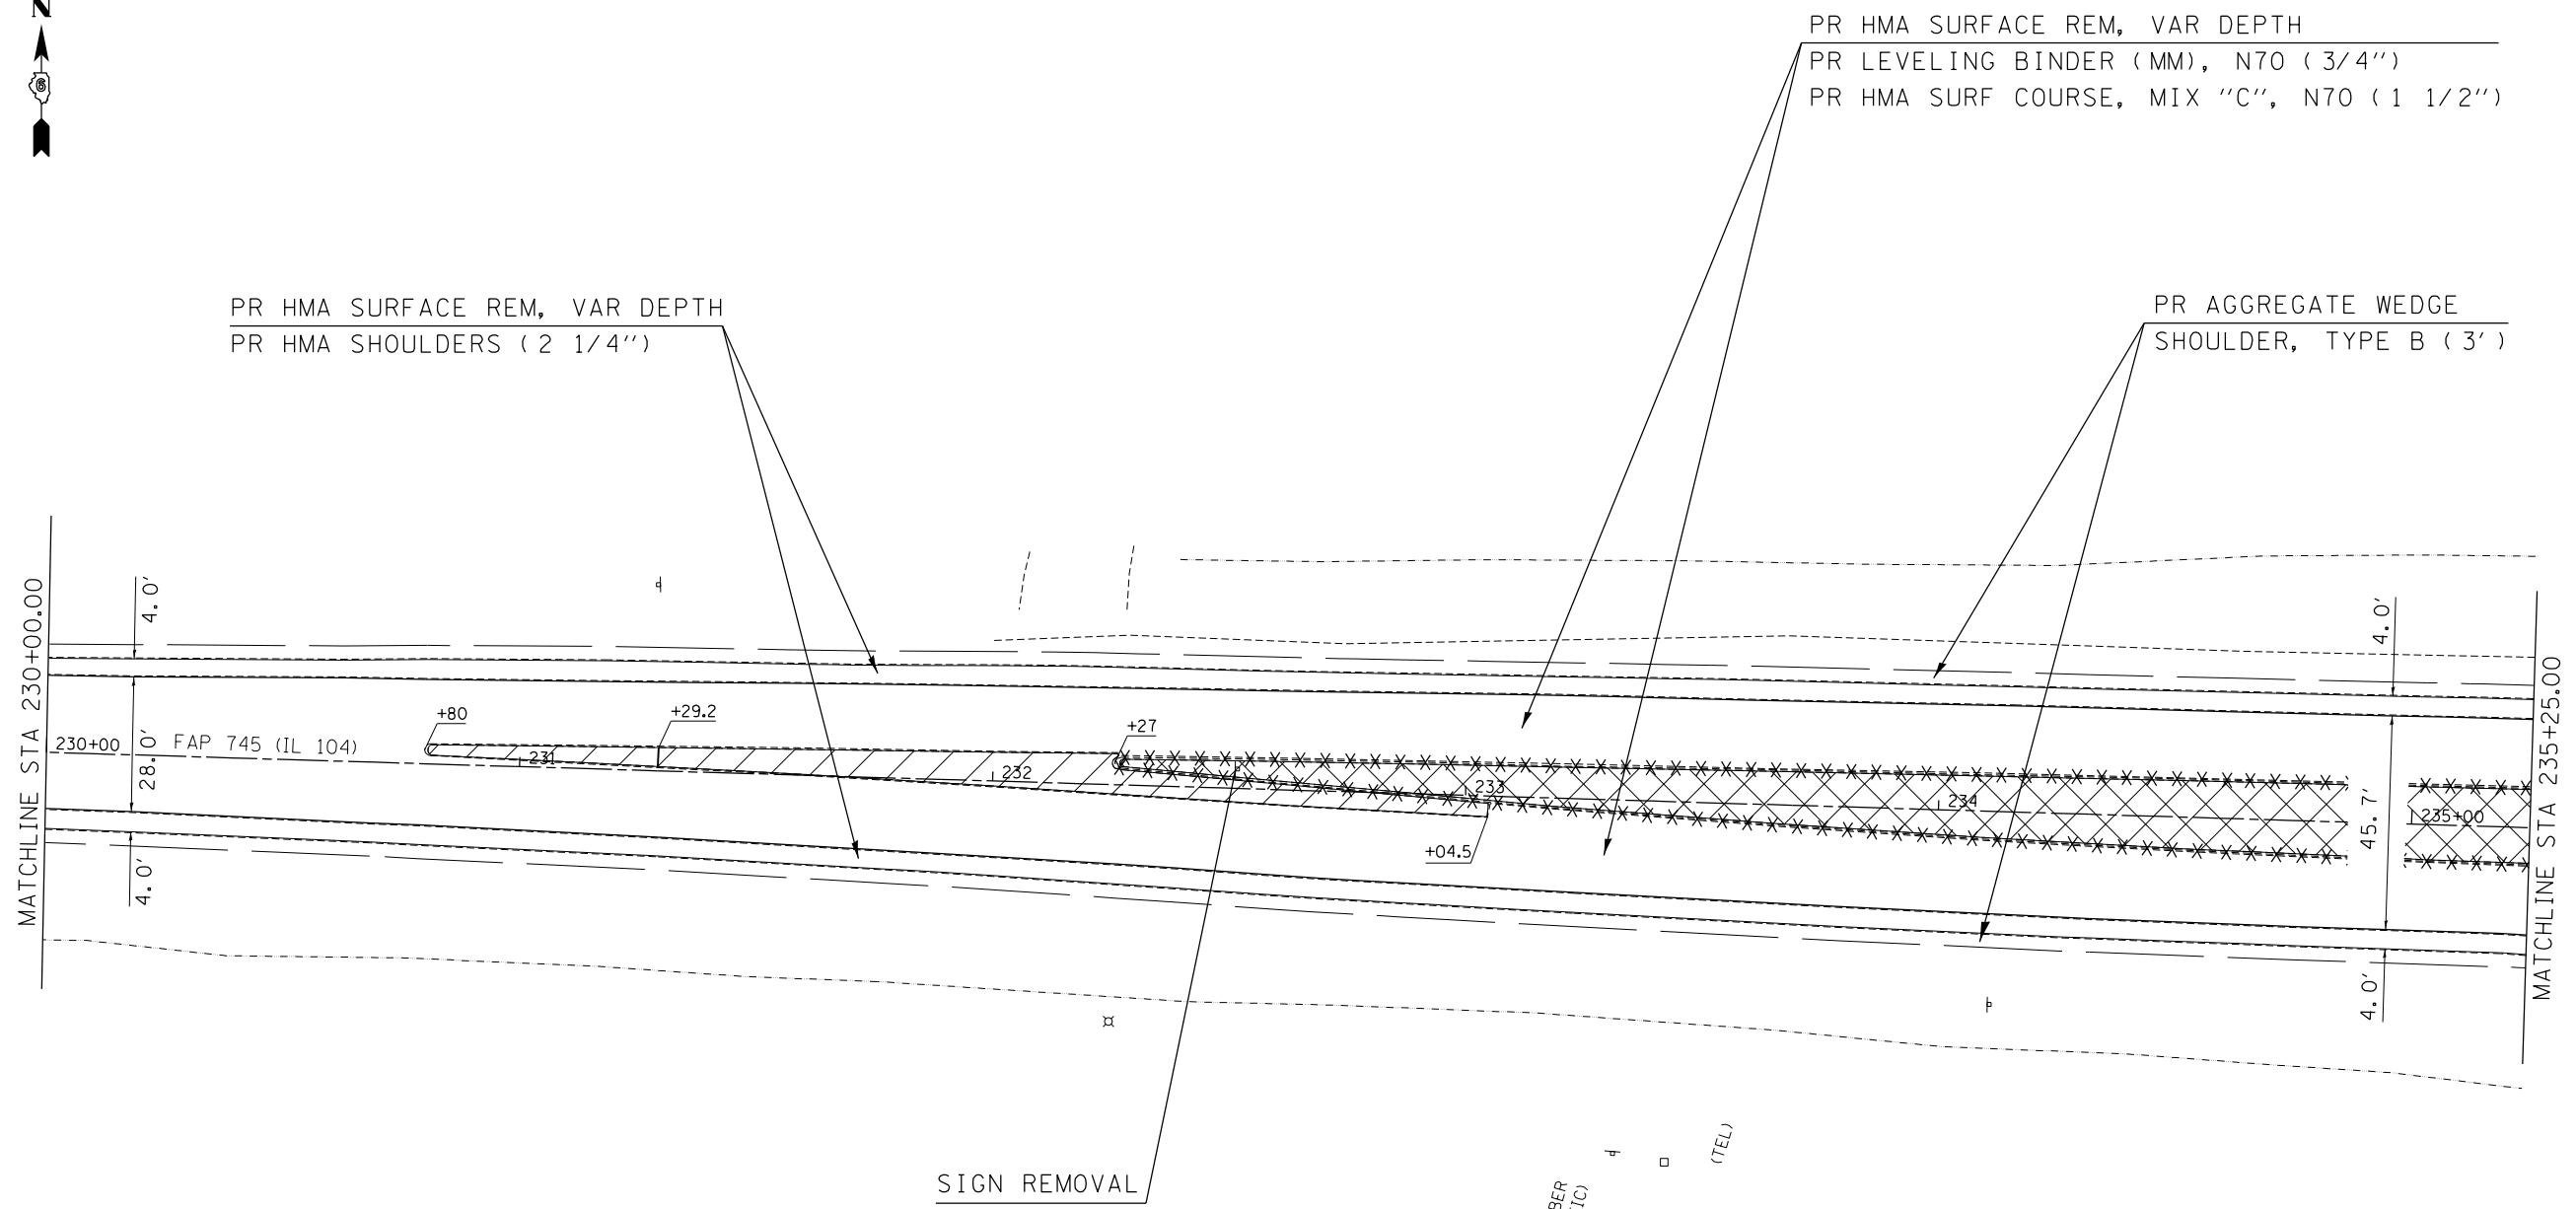 N
6
PR HMA SURFACE REM, VAR DEPTH
PR LEVELING BINDER (MM), N70 (3/4")
PR HMA SURF COURSE, MIX "C", N70 (1 1/2")
PR HMA SURFACE REM, VAR DEPTH
PR HMA SHOULDERS (2 1/4")
PR AGGREGATE WEDGE
SHOULDER, TYPE B (3')
MATCHLINE STA 230+00.00
4.0'
28.0'
4.0'
230+00
FAP 745 (IL 104)
+80
231
+29.2
232
+27
233
+04.5
234
235+00
4.0'
45.7'
4.0'
MATCHLINE STA 235+25.00
SIGN REMOVAL
(TEL)
BER
IC)